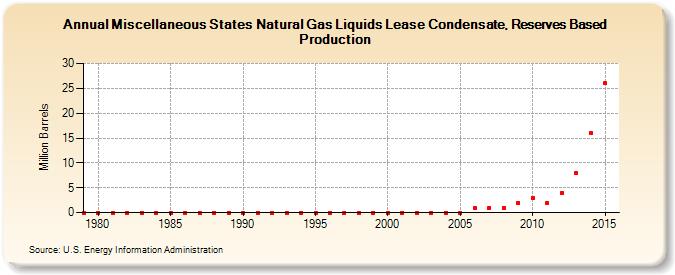 Annual Miscellaneous States Natural Gas Liquids Lease Condensate, Reserves Based
Production
Million Barrels
30
25
20
15
10
5
0
1980 1985 1990 1995 2000 2005 2010 2015
Source: U.S. Energy Information Administration